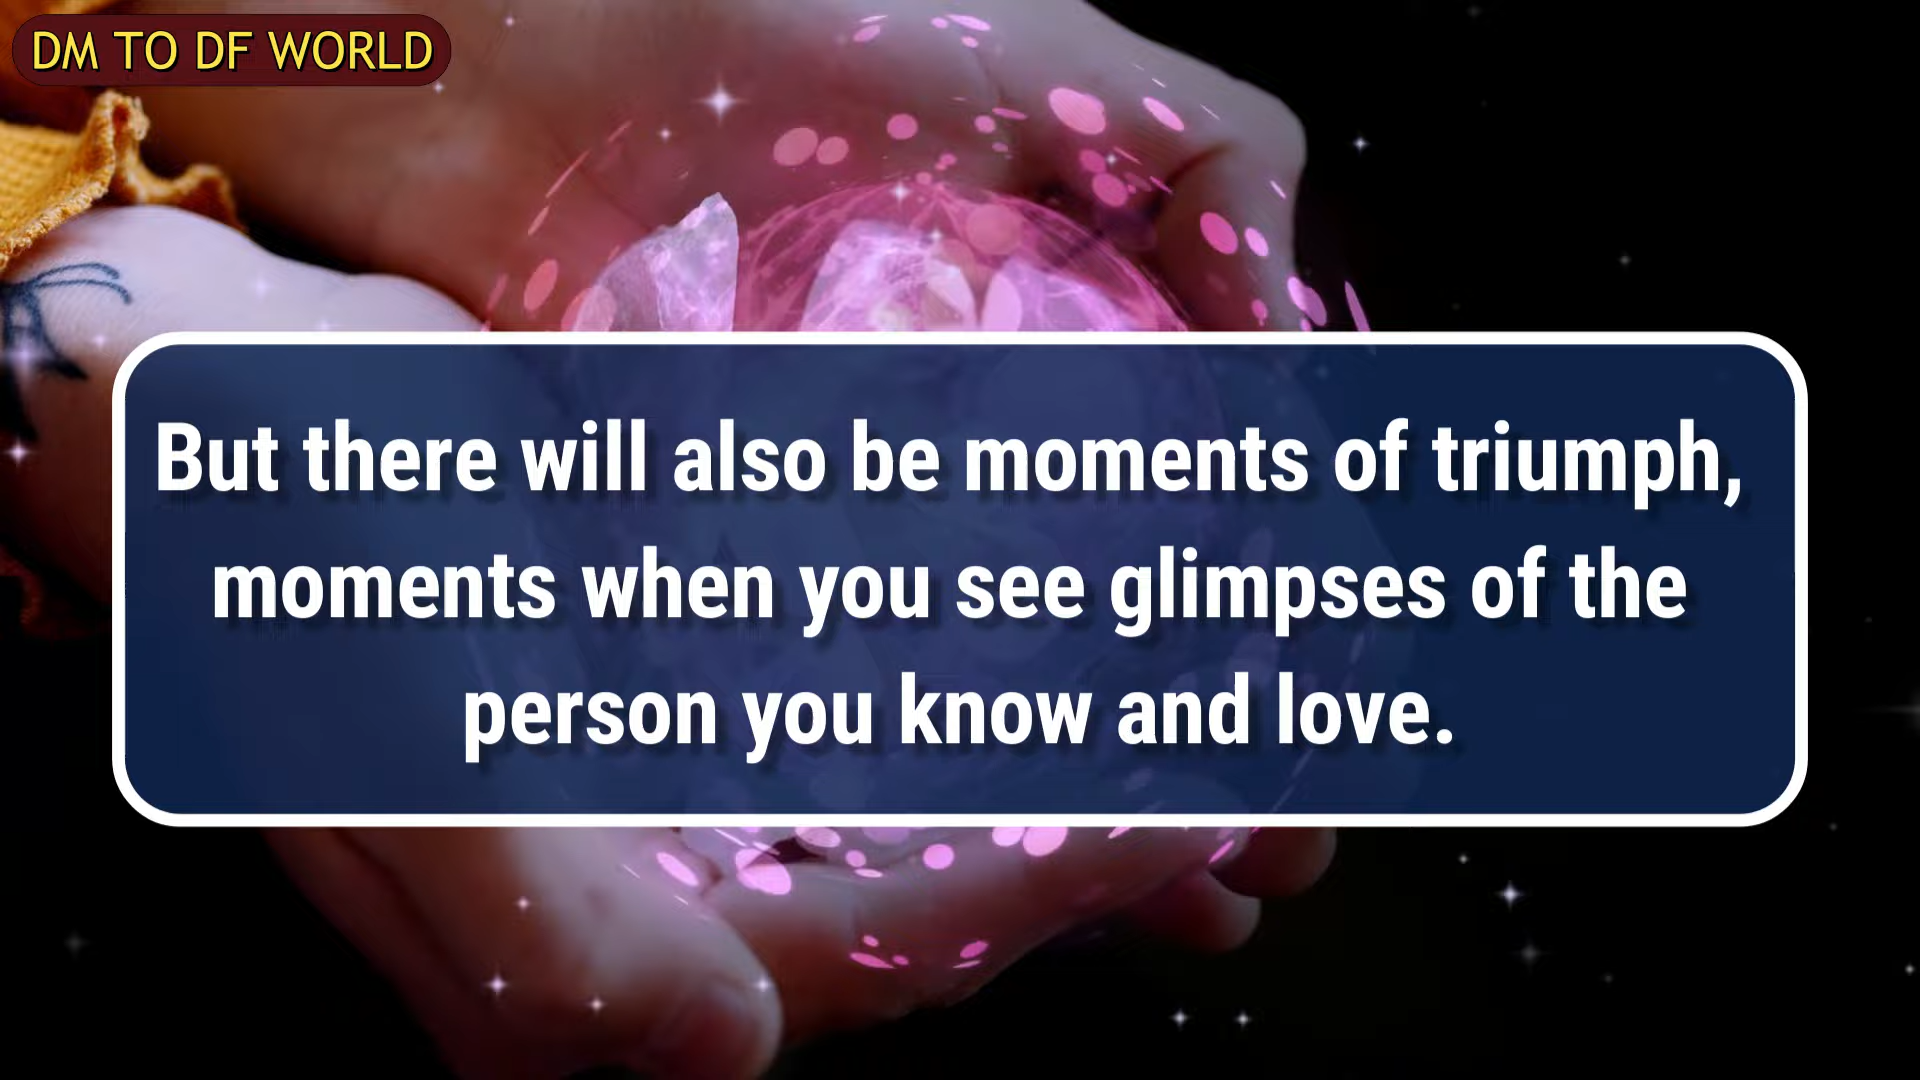 DM TO DF WORLD
But there will also be moments of triumph,
moments when you see glimpses of the
person you know and love.